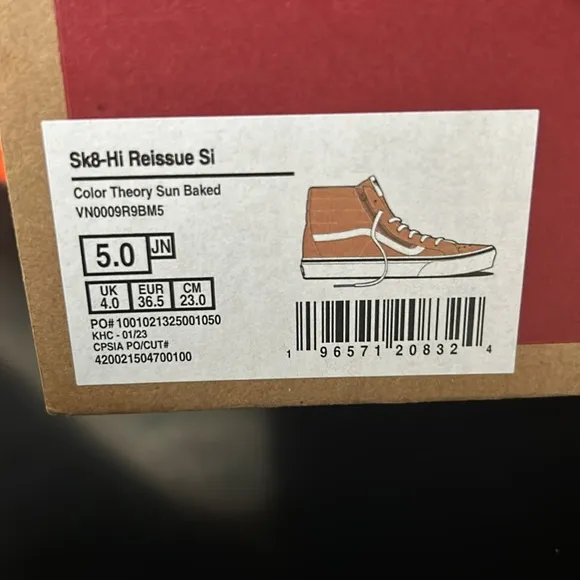 Sk8-Hi Reissue Si
Color Theory Sun Baked
VN0009R9BM5
5.0 JN
UK EUR CM
4.0 36.5 23.0
PO# 1001021325001050
KHC - 01/23
CPSIA PO/CUT#
420021504700100
1 96571 20832 4